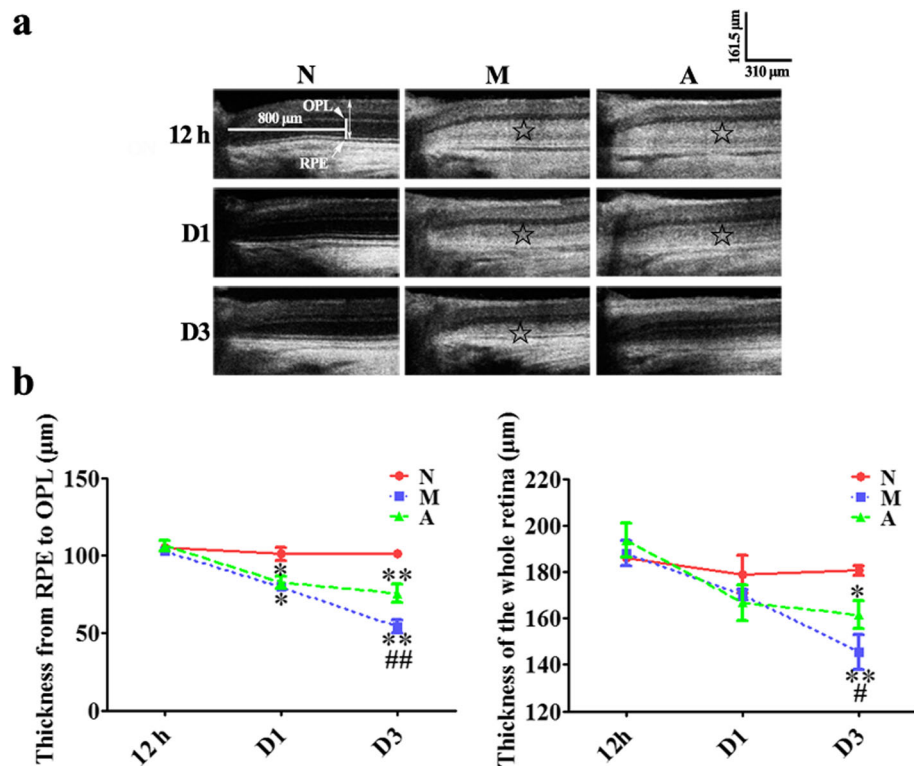 a
161.5 µm
310 µm
N M A
12 h
OPL
800 µm
RPE
D1
D3
b
Thickness from RPE to OPL (µm)
150
100
50
0
N
M
A
*
*
**
**
##
12h D1 D3
Thickness of the whole retina (µm)
220
200
180
160
140
120
N
M
A
*
**
#
12h D1 D3